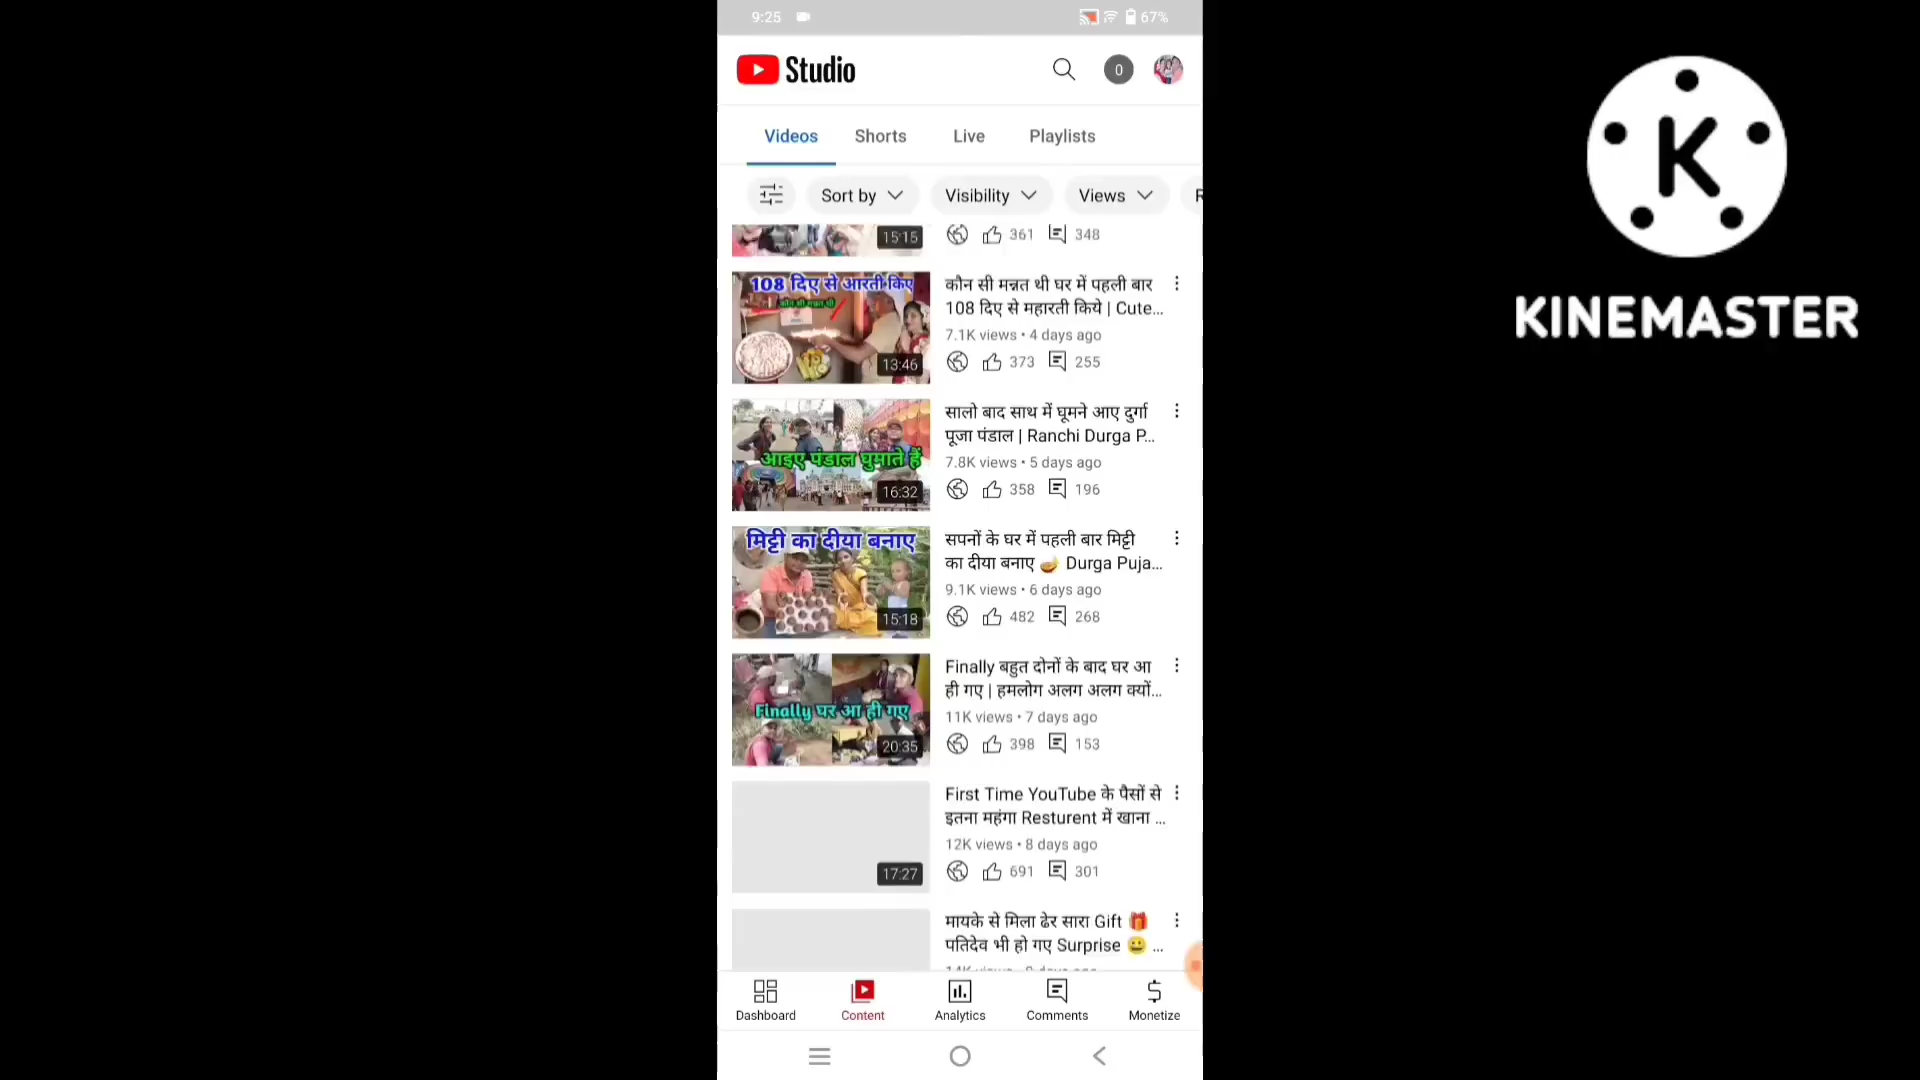 9:25
67%
Studio
0
Videos
Shorts
Live
Playlists
Sort by
Visibility
Views
15:15
361
348
108 दिए से आरती किए
कौन सी मन्नत थी
13:46
कौन सी मन्नत थी घर में पहली बार
108 दिए से महारती किये | Cute...
7.1K views • 4 days ago
373
255
आइए पंडाल घुमाते हैं
16:32
सालो बाद साथ में घूमने आए दुर्गा
पूजा पंडाल | Ranchi Durga P...
7.8K views • 5 days ago
358
196
मिट्टी का दीया बनाए
15:18
सपनों के घर में पहली बार मिट्टी
का दीया बनाए 🪔 Durga Puja...
9.1K views • 6 days ago
482
268
Finally घर आ ही गए
20:35
Finally बहुत दोनों के बाद घर आ
ही गए | हमलोग अलग अलग क्यों...
11K views • 7 days ago
398
153
17:27
First Time YouTube के पैसों से
इतना महंगा Resturent में खाना ...
12K views • 8 days ago
691
301
मायके से मिला ढेर सारा Gift 🎁
पतिदेव भी हो गए Surprise 😀 ...
Dashboard
Content
Analytics
Comments
Monetize
K
KINEMASTER